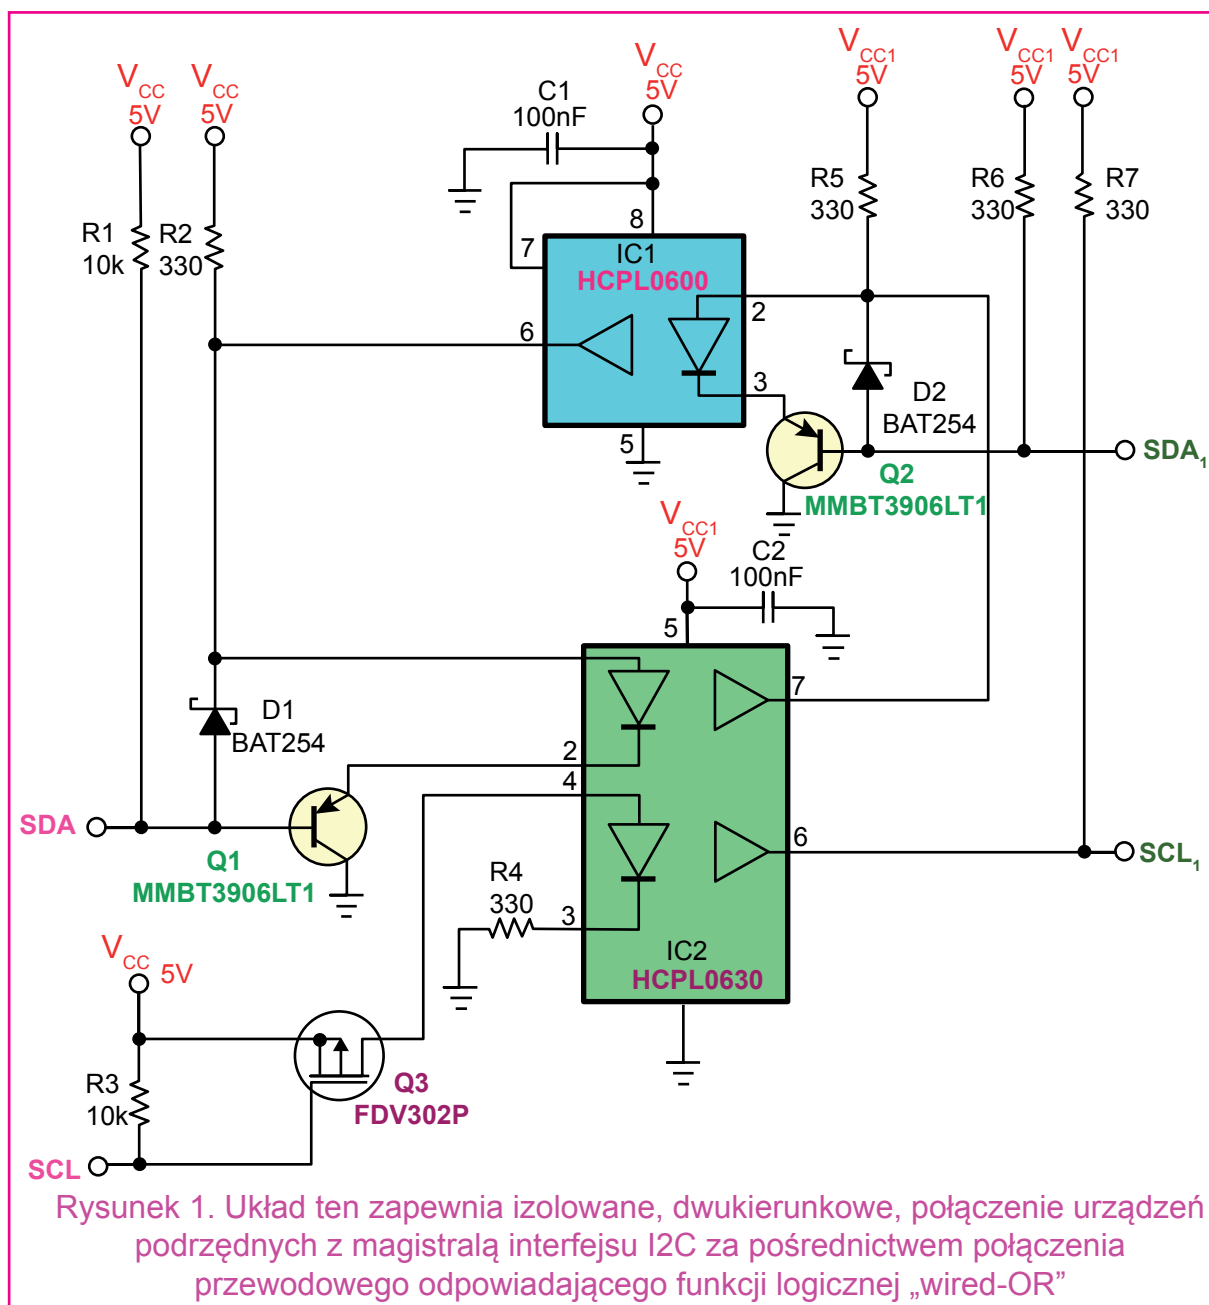 VCC
5V
VCC
5V
C1
100nF
VCC
5V
VCC1
5V
VCC1
5V
VCC1
5V
R1
10k
R2
330
R5
330
R6
330
R7
330
8
7
IC1
HCPL0600
2
6
3
5
D2
BAT254
SDA1
Q2
MMBT3906LT1
VCC1
5V
C2
100nF
5
7
D1
BAT254
2
4
SDA
Q1
MMBT3906LT1
6
SCL1
R4
330
3
IC2
HCPL0630
VCC
5V
R3
10k
Q3
FDV302P
SCL
Rysunek 1. Układ ten zapewnia izolowane, dwukierunkowe, połączenie urządzeń
podrzędnych z magistralą interfejsu I2C za pośrednictwem połączenia
przewodowego odpowiadającego funkcji logicznej „wired-OR”